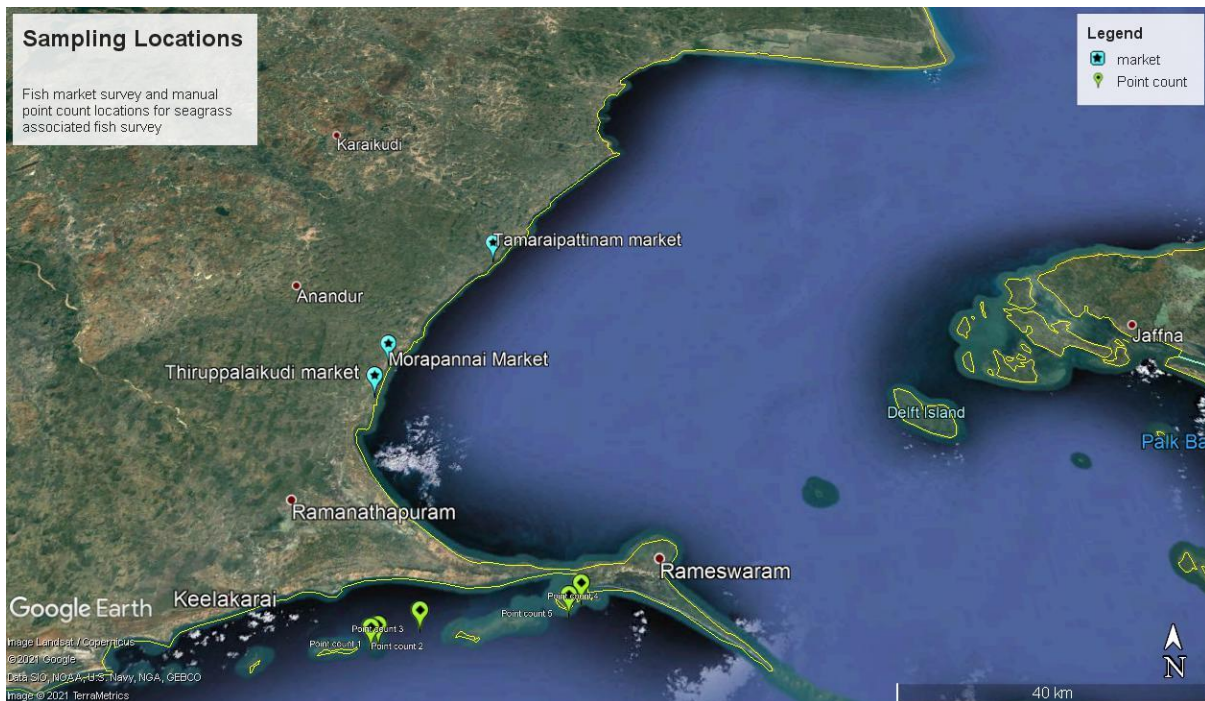 Sampling Locations
Fish market survey and manual
point count locations for seagrass
associated fish survey
Legend
market
Point count
Karaikudi
Tamaraipattinam market
Anandur
Jaffna
Morapannai Market
Thiruppalaikudi market
Delft Island
Palk Ba
Ramanathapuram
Rameswaram
Keelakarai
Point count 4
Point count 5
Point count 3
Point count 1
Point count 2
Google Earth
Image Landsat / Copernicus
©2021 Google
Data SIO, NOAA, U.S. Navy, NGA, GEBCO
Image © 2021 TerraMetrics
N
40 km